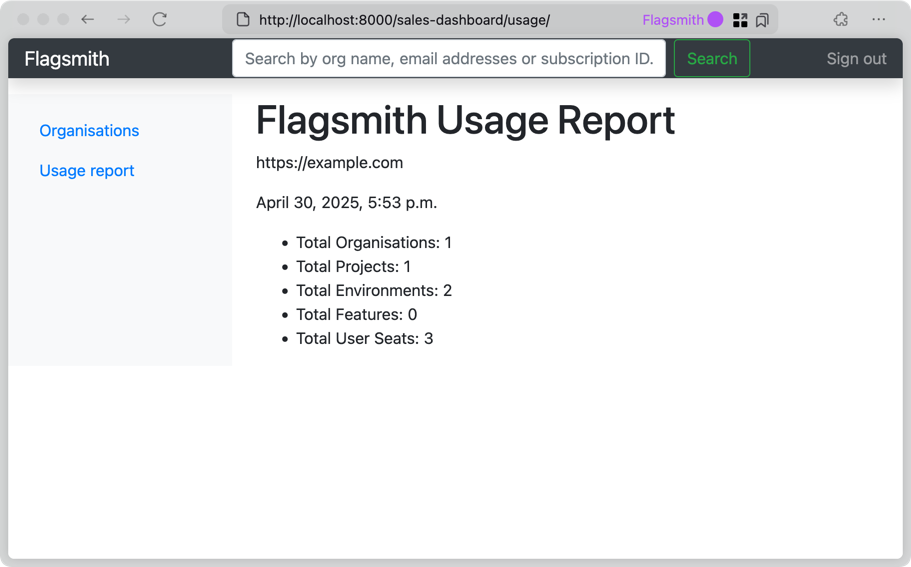 http://localhost:8000/sales-dashboard/usage/ Flagsmith
Flagsmith Search by org name, email addresses or subscription ID. Search Sign out
Organisations
Usage report
Flagsmith Usage Report
https://example.com
April 30, 2025, 5:53 p.m.
Total Organisations: 1
Total Projects: 1
Total Environments: 2
Total Features: 0
Total User Seats: 3